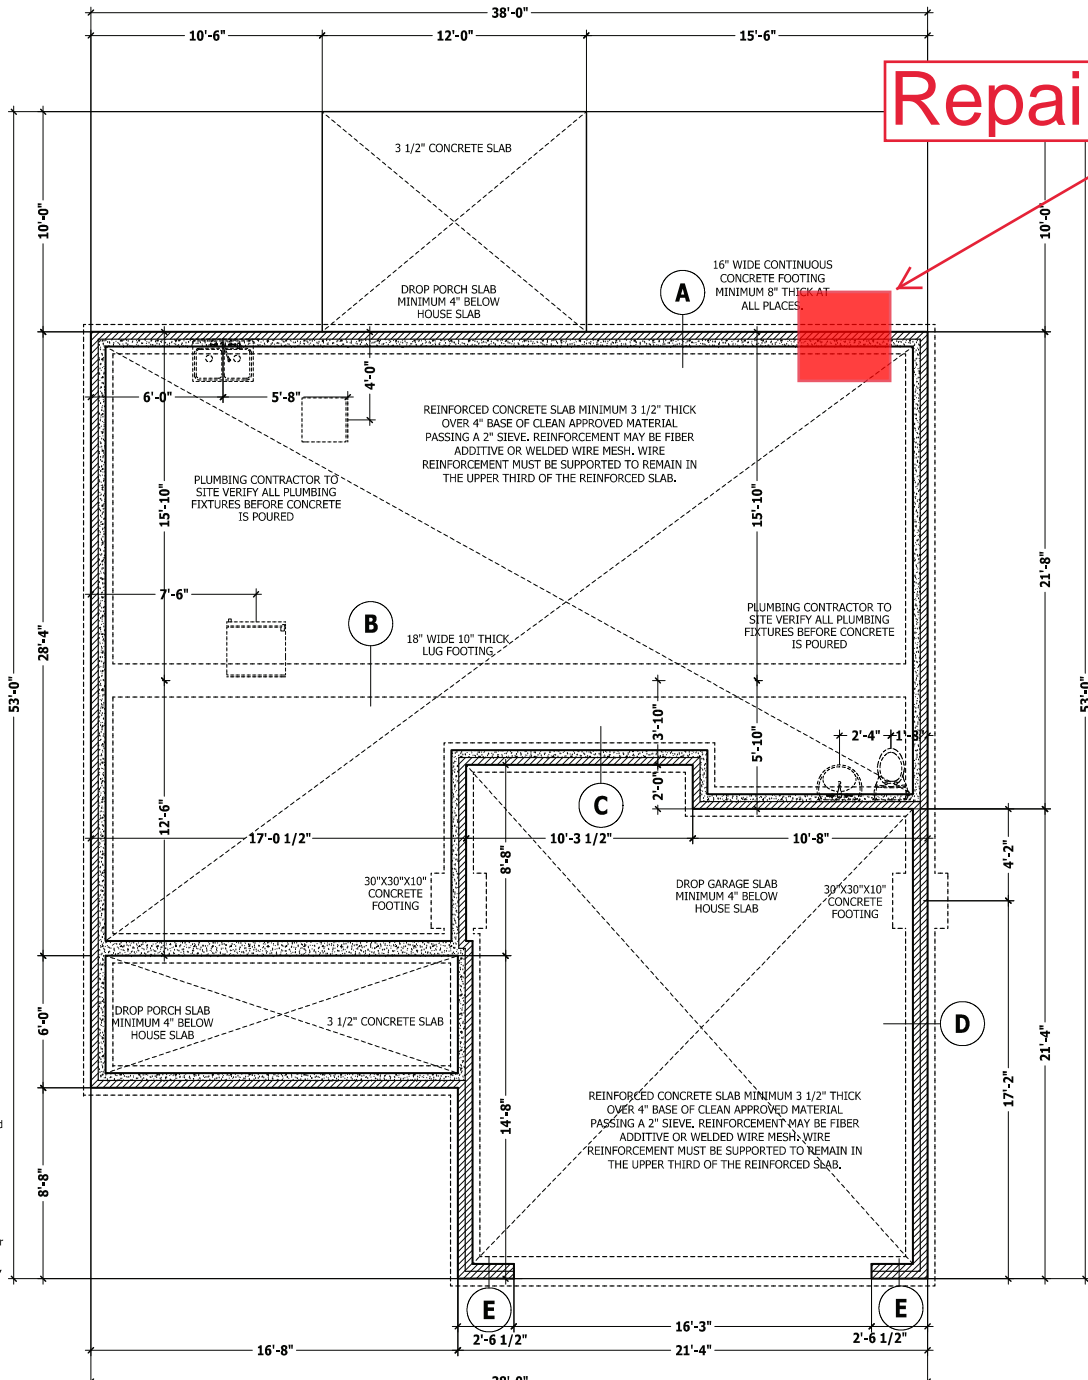 38'-0"
10'-6"
12'-0"
15'-6"
Repai
3 1/2" CONCRETE SLAB
10'-0"
10'-0"
16" WIDE CONTINUOUS
CONCRETE FOOTING
MINIMUM 8" THICK AT
ALL PLACES.
A
DROP PORCH SLAB
MINIMUM 4" BELOW
HOUSE SLAB
4'-0"
6'-0"
5'-8"
REINFORCED CONCRETE SLAB MINIMUM 3 1/2" THICK
OVER 4" BASE OF CLEAN APPROVED MATERIAL
PASSING A 2" SIEVE. REINFORCEMENT MAY BE FIBER
ADDITIVE OR WELDED WIRE MESH. WIRE
REINFORCEMENT MUST BE SUPPORTED TO REMAIN IN
THE UPPER THIRD OF THE REINFORCED SLAB.
PLUMBING CONTRACTOR TO
SITE VERIFY ALL PLUMBING
FIXTURES BEFORE CONCRETE
IS POURED
15'-10"
15'-10"
21'-8"
7'-6"
B
18" WIDE 10" THICK
LUG FOOTING
PLUMBING CONTRACTOR TO
SITE VERIFY ALL PLUMBING
FIXTURES BEFORE CONCRETE
IS POURED
28'-4"
53'-0"
53'-0"
3'-10"
5'-10"
2'-4"
1'-8"
2'-0"
C
12'-6"
17'-0 1/2"
10'-3 1/2"
10'-8"
8'-8"
4'-2"
30"X30"X10"
CONCRETE
FOOTING
DROP GARAGE SLAB
MINIMUM 4" BELOW
HOUSE SLAB
30"X30"X10"
CONCRETE
FOOTING
6'-0"
DROP PORCH SLAB
MINIMUM 4" BELOW
HOUSE SLAB
3 1/2" CONCRETE SLAB
D
21'-4"
17'-2"
14'-8"
REINFORCED CONCRETE SLAB MINIMUM 3 1/2" THICK
OVER 4" BASE OF CLEAN APPROVED MATERIAL
PASSING A 2" SIEVE. REINFORCEMENT MAY BE FIBER
ADDITIVE OR WELDED WIRE MESH. WIRE
REINFORCEMENT MUST BE SUPPORTED TO REMAIN IN
THE UPPER THIRD OF THE REINFORCED SLAB.
8'-8"
E
E
16'-3"
2'-6 1/2"
2'-6 1/2"
16'-8"
21'-4"
38'-0"